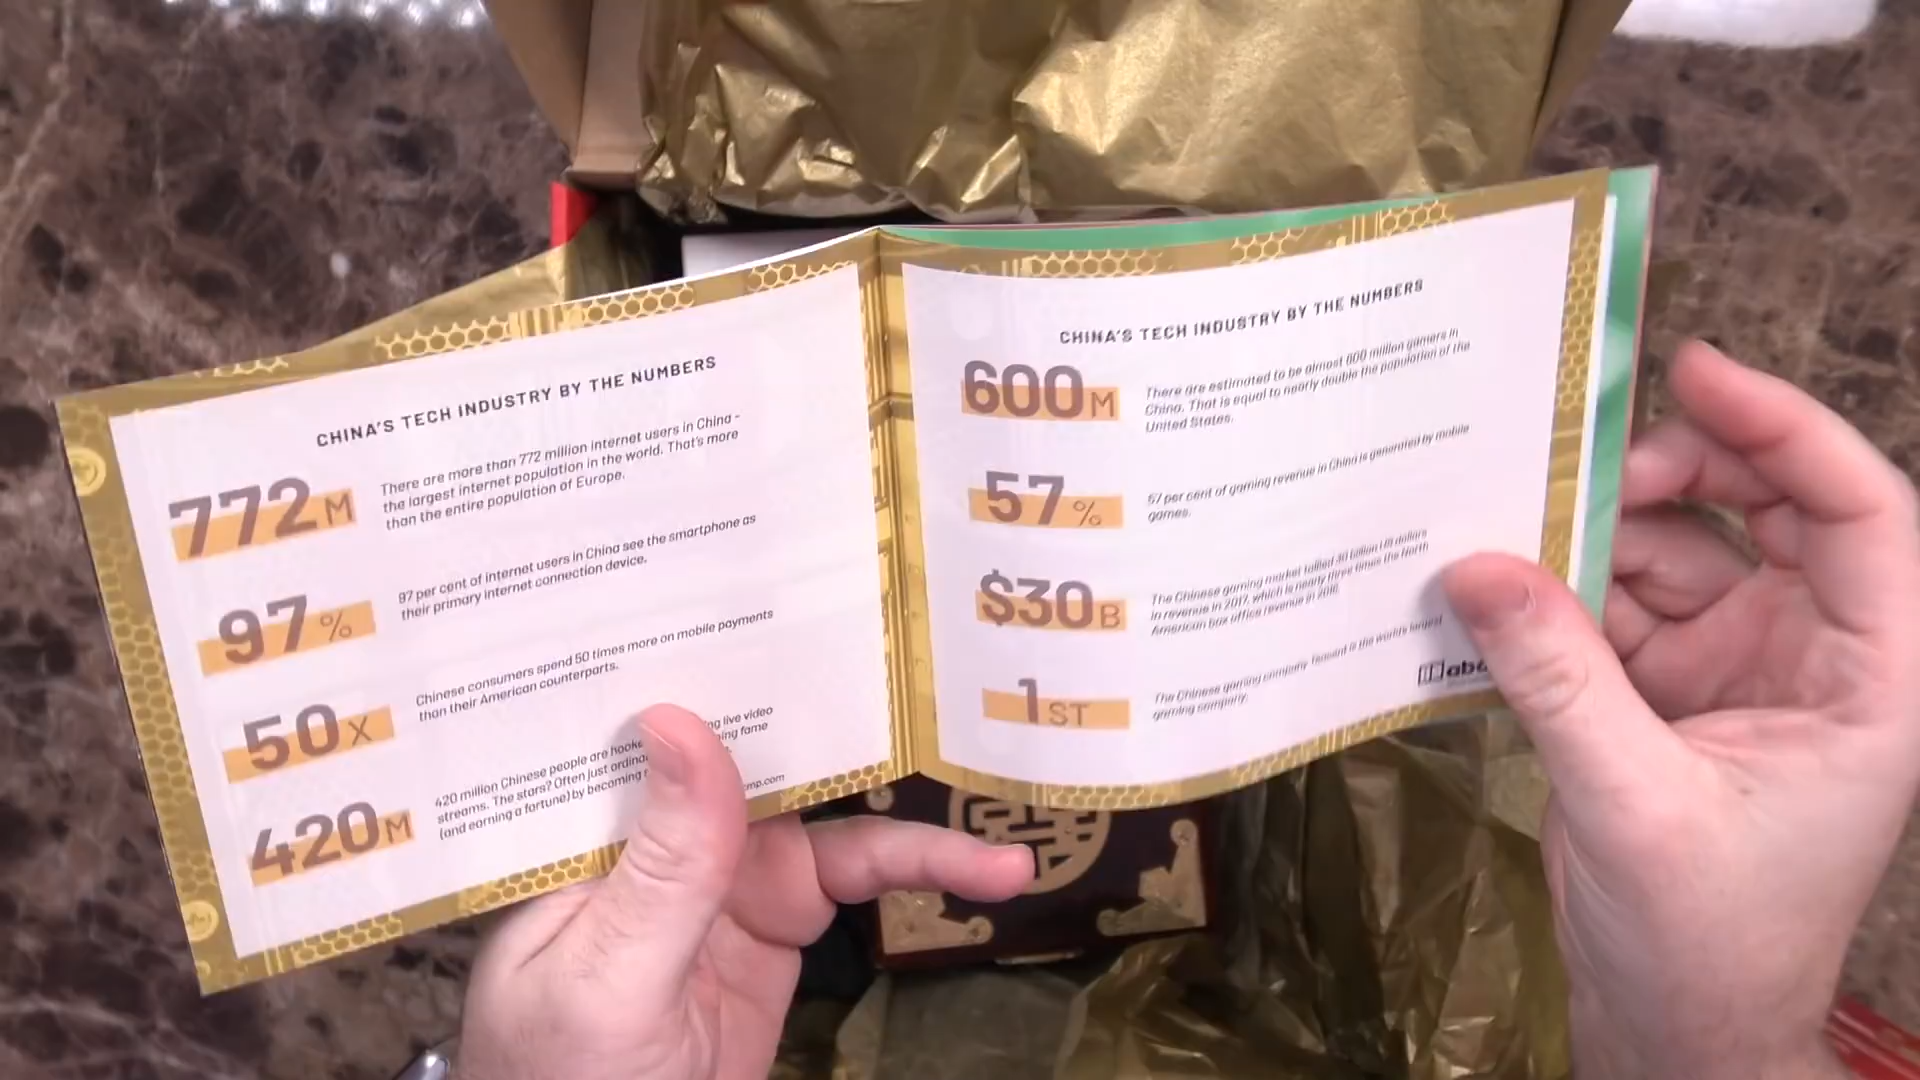 CHINA'S TECH INDUSTRY BY THE NUMBERS
772M
There are more than 772 million internet users in China -
the largest internet population in the world. That's more
than the entire population of Europe.
97%
97 per cent of internet users in China see the smartphone as
their primary internet connection device.
50X
Chinese consumers spend 50 times more on mobile payments
than their American counterparts.
420M
420 million Chinese people are live video
streams. The stars? Often just fame
(and earning a fortune) by becoming
CHINA'S TECH INDUSTRY BY THE NUMBERS
600M
There are estimated to be almost 600 million gamers in
China. That is equal to nearly double the population of the
United States.
57%
57 per cent of gaming revenue in China is generated by mobile
games.
$30B
The Chinese gaming market tallied 30 billion US dollars
in revenue in 2017, which is nearly three times the North
American box office revenue in 2016.
1ST
The Chinese gaming company Tencent is the world's largest
gaming company.